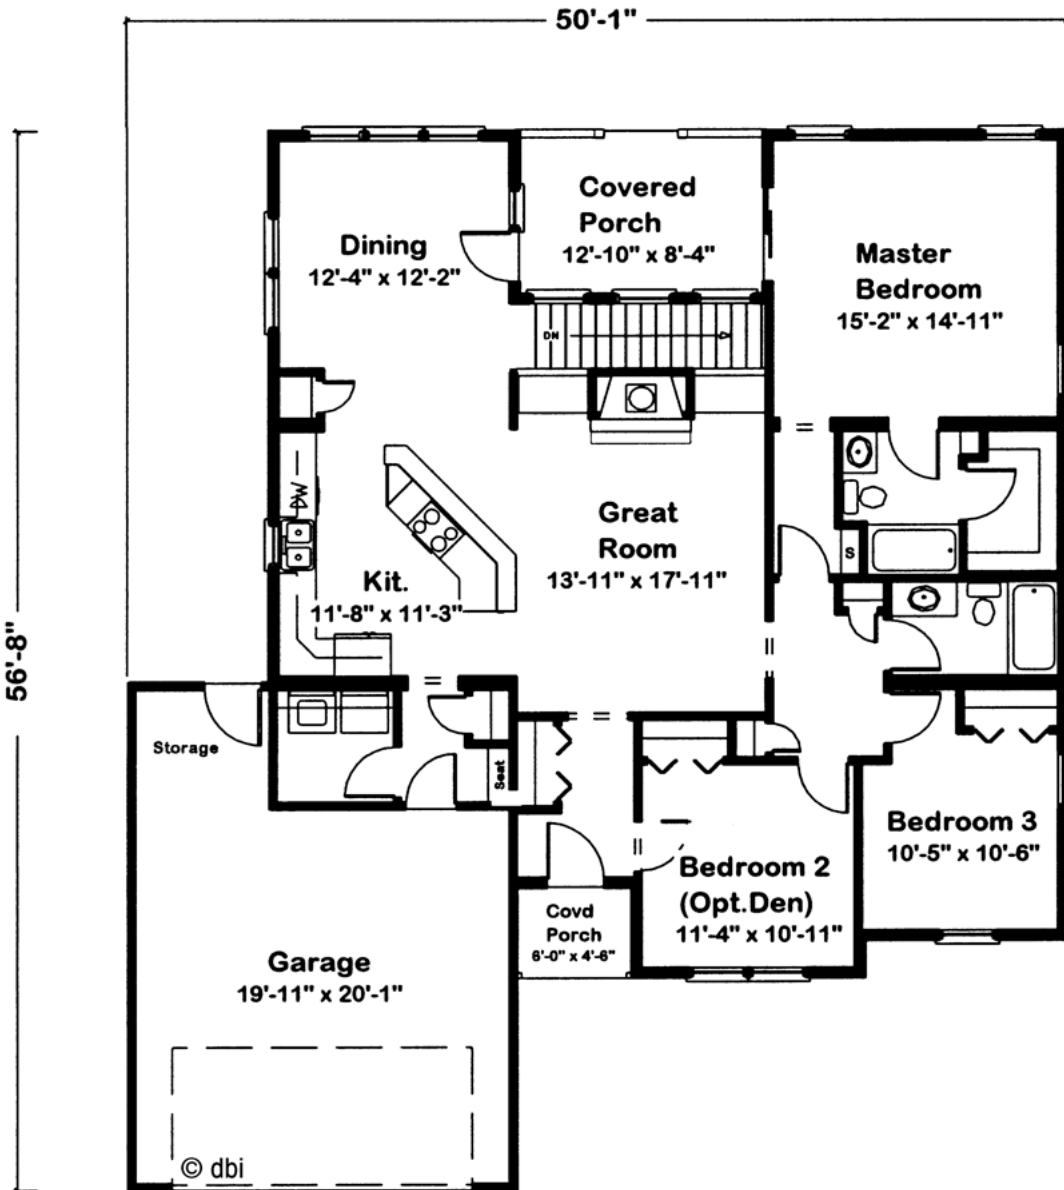 50'-1"
56'-8"
Dining
12'-4" x 12'-2"
Covered
Porch
12'-10" x 8'-4"
Master
Bedroom
15'-2" x 14'-11"
DN
DW
Great
Room
13'-11" x 17'-11"
Kit.
11'-8" x 11'-3"
S
Storage
Seat
Bedroom 2
(Opt.Den)
11'-4" x 10'-11"
Bedroom 3
10'-5" x 10'-6"
Covd
Porch
6'-0" x 4'-6"
Garage
19'-11" x 20'-1"
© dbi